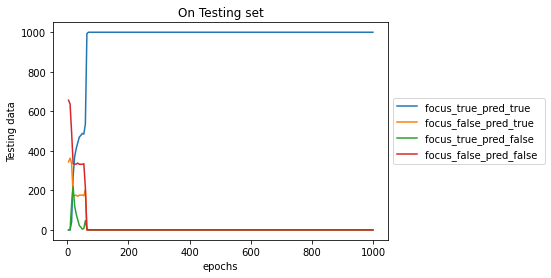 On Testing set
1000
800
600
400
200
0
Testing data
0
200
400
600
800
1000
epochs
focus_true_pred_true
focus_false_pred_true
focus_true_pred_false
focus_false_pred_false